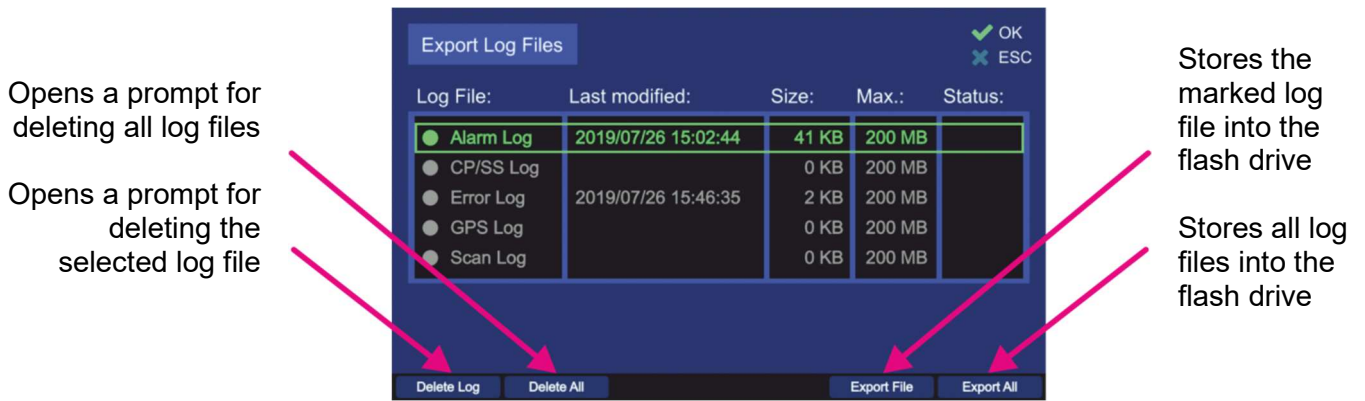 Opens a prompt for
deleting all log files
Opens a prompt for
deleting the
selected log file
Export Log Files
OK
ESC
Log File: Last modified: Size: Max.: Status:
Alarm Log 2019/07/26 15:02:44 41 KB 200 MB
CP/SS Log 0 KB 200 MB
Error Log 2019/07/26 15:46:35 2 KB 200 MB
GPS Log 0 KB 200 MB
Scan Log 0 KB 200 MB
Delete Log Delete All Export File Export All
Stores the
marked log
file into the
flash drive
Stores all log
files into the
flash drive